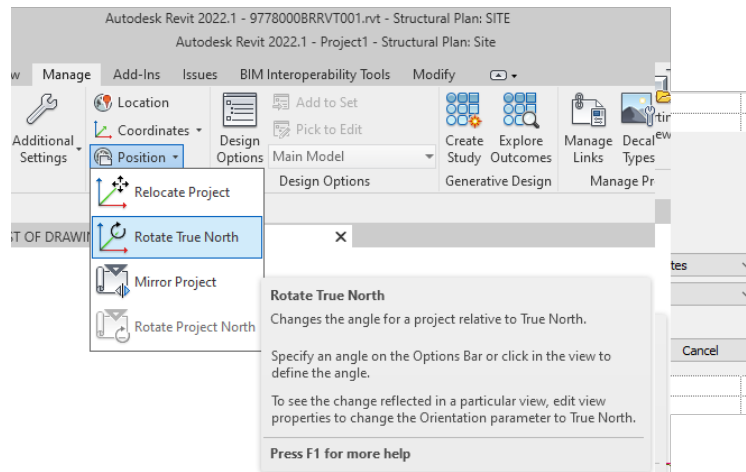 Autodesk Revit 2022.1 - 9778000BRRVT001.rvt - Structural Plan: SITE
Autodesk Revit 2022.1 - Project1 - Structural Plan: Site
w Manage Add-Ins Issues BIM Interoperability Tools Modify
Location
Add to Set
Coordinates
Pick to Edit
Additional Settings
Position
Design Options
Main Model
Create Study
Explore Outcomes
Manage Links
Decal Types
Design Options
Generative Design
Manage Pr
Relocate Project
Rotate True North
Mirror Project
Rotate Project North
ST OF DRAWI
Rotate True North
Changes the angle for a project relative to True North.
Specify an angle on the Options Bar or click in the view to
define the angle.
To see the change reflected in a particular view, edit view
properties to change the Orientation parameter to True North.
Press F1 for more help
tes
Cancel